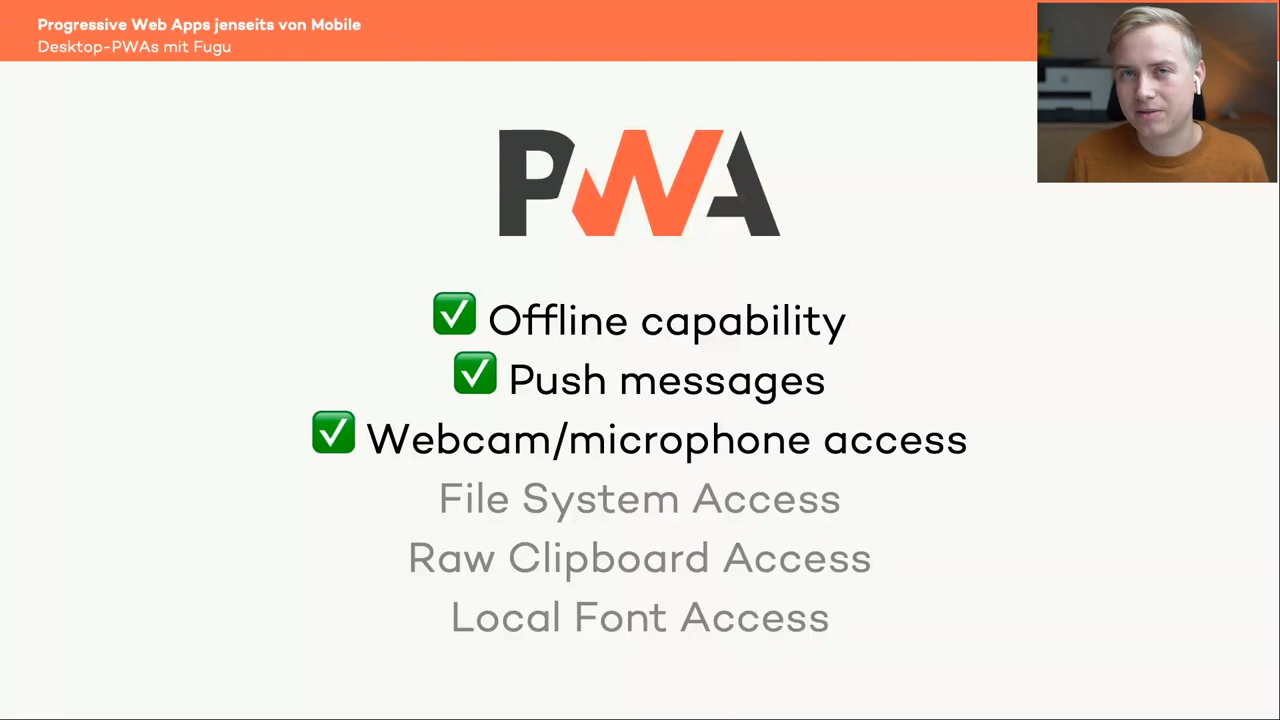 Progressive Web Apps jenseits von Mobile
Desktop-PWAs mit Fugu
PWA
✅ Offline capability
✅ Push messages
✅ Webcam/microphone access
File System Access
Raw Clipboard Access
Local Font Access